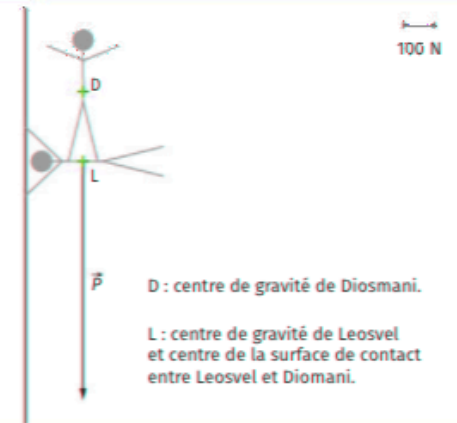 100 N
D
L
P
D : centre de gravité de Diosmani.
L : centre de gravité de Leosvel
et centre de la surface de contact
entre Leosvel et Diomani.